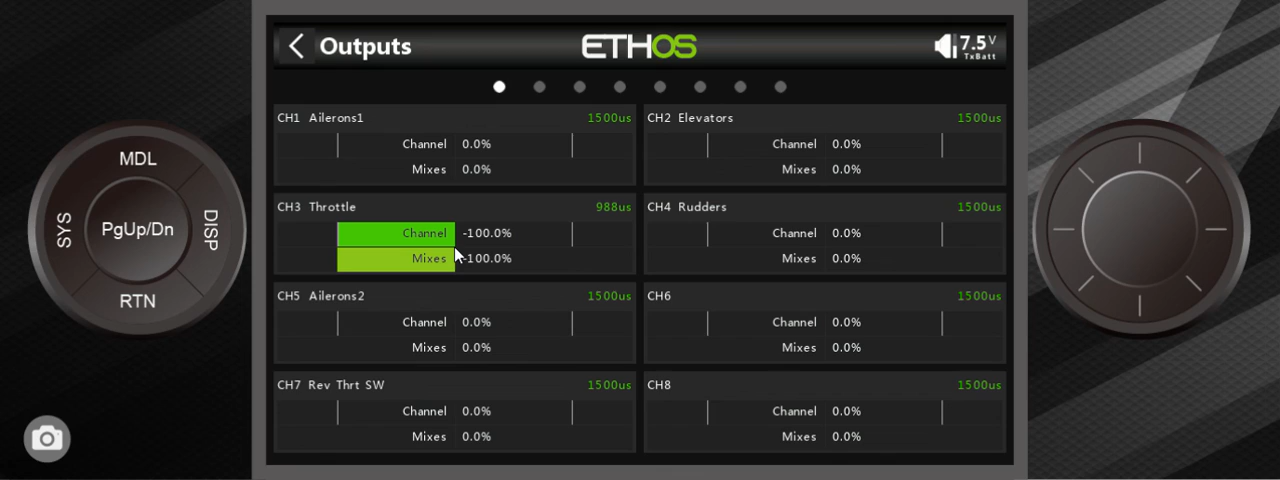 Outputs
ETHOS
7.5V
TxBatt
MDL
SYS
PgUp/Dn
DISP
RTN
CH1 Ailerons1 1500us
Channel 0.0%
Mixes 0.0%
CH2 Elevators 1500us
Channel 0.0%
Mixes 0.0%
CH3 Throttle 988us
Channel -100.0%
Mixes -100.0%
CH4 Rudders 1500us
Channel 0.0%
Mixes 0.0%
CH5 Ailerons2 1500us
Channel 0.0%
Mixes 0.0%
CH6 1500us
Channel 0.0%
Mixes 0.0%
CH7 Rev Thrt SW 1500us
Channel 0.0%
Mixes 0.0%
CH8 1500us
Channel 0.0%
Mixes 0.0%